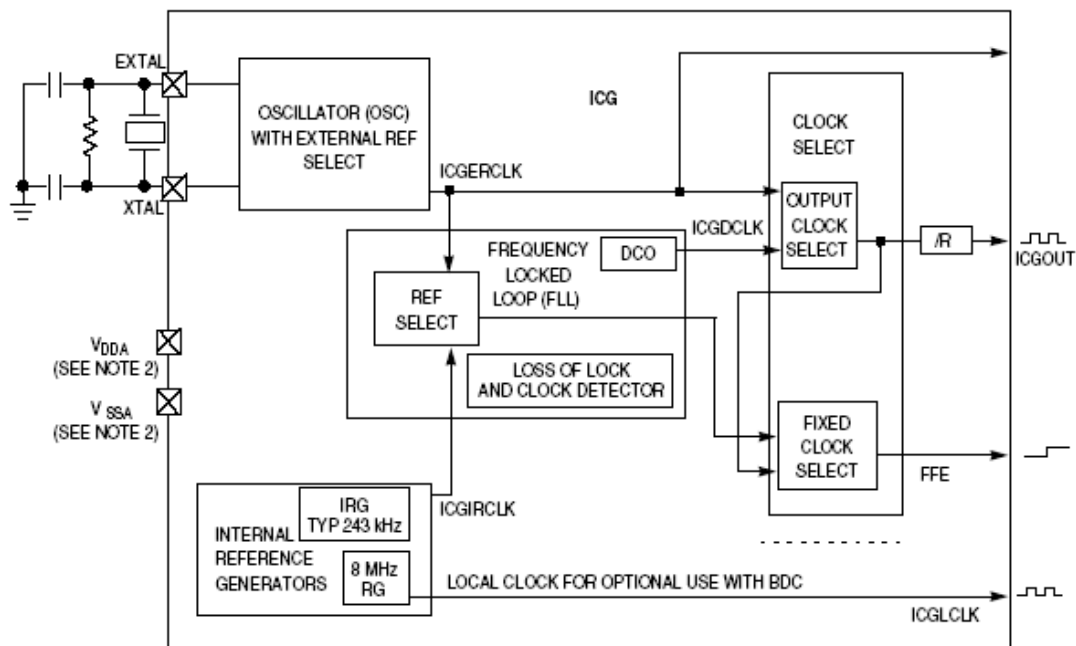 EXTAL
XTAL
OSCILLATOR (OSC)
WITH EXTERNAL REF
SELECT
ICG
ICGERCLK
CLOCK
SELECT
OUTPUT
CLOCK
SELECT
ICGDCLK
/R
ICGOUT
FREQUENCY
LOCKED
LOOP (FLL)
DCO
REF
SELECT
LOSS OF LOCK
AND CLOCK DETECTOR
VDDA
(SEE NOTE 2)
V SSA
(SEE NOTE 2)
FIXED
CLOCK
SELECT
FFE
ICGIRCLK
IRG
TYP 243 kHz
INTERNAL
REFERENCE
GENERATORS
8 MHz
RG
LOCAL CLOCK FOR OPTIONAL USE WITH BDC
ICGLCLK